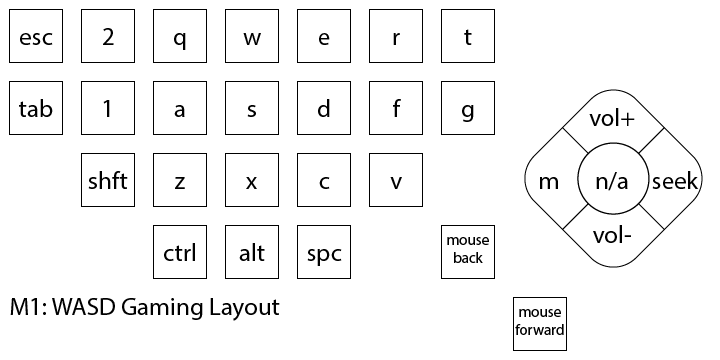 esc 2 q w e r t
tab 1 a s d f g
vol+
shft z x c v
m n/a seek
vol-
ctrl alt spc mouse back
M1: WASD Gaming Layout
mouse forward